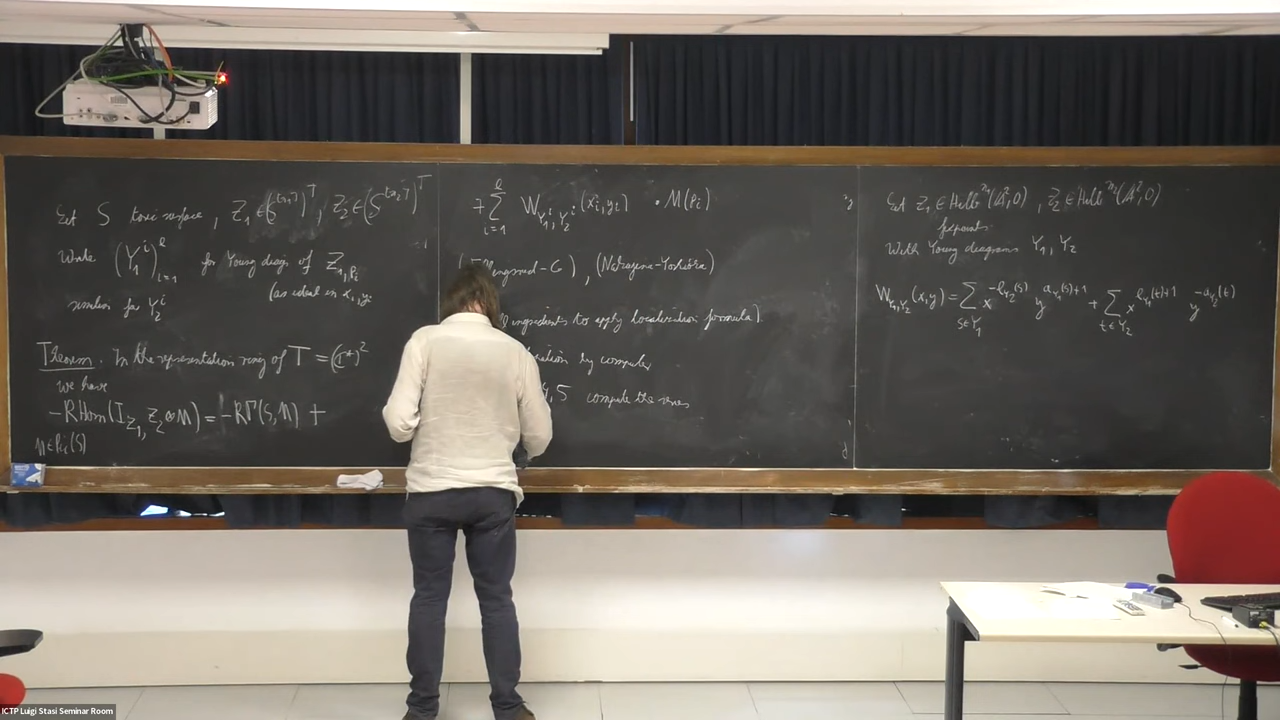 Let S toric surface, Z_1 ∈ (S^{[n_1]})^T, Z_2 ∈ (S^{[n_2]})^T
Write (Y_1^i)_{i=1}^e for Young diag. of Z_{1,p_i}
(as ideal in x_i, y_i
similar for Y_2^i
Theorem. In the representation ring of T = (C*)^2
we have
-RHom(I_{Z_1}, I_{Z_2} ⊗ M) = -RΓ(S, M) +
M ∈ Pic(S)
+ Σ_{i=1}^e W_{Y_1^i, Y_2^i}(x_i, y_i) · M(p_i)
ingsrud-G), (Nakajima-Yoshioka)
ingredients to apply localization formula).
by computer
4, 5 compute the
Let Z_1 ∈ Hilb^{n_1}(A^2, 0), Z_2 ∈ Hilb^{n_2}(A^2, 0)
fixpoints
With Young diagrams Y_1, Y_2
W_{Y_1,Y_2}(x,y) = Σ_{s∈Y_1} x^{-l_{Y_2}(s)} y^{a_{Y_1}(s)+1} + Σ_{t∈Y_2} x^{l_{Y_1}(t)+1} y^{-a_{Y_2}(t)}
ICTP Luigi Stasi Seminar Room